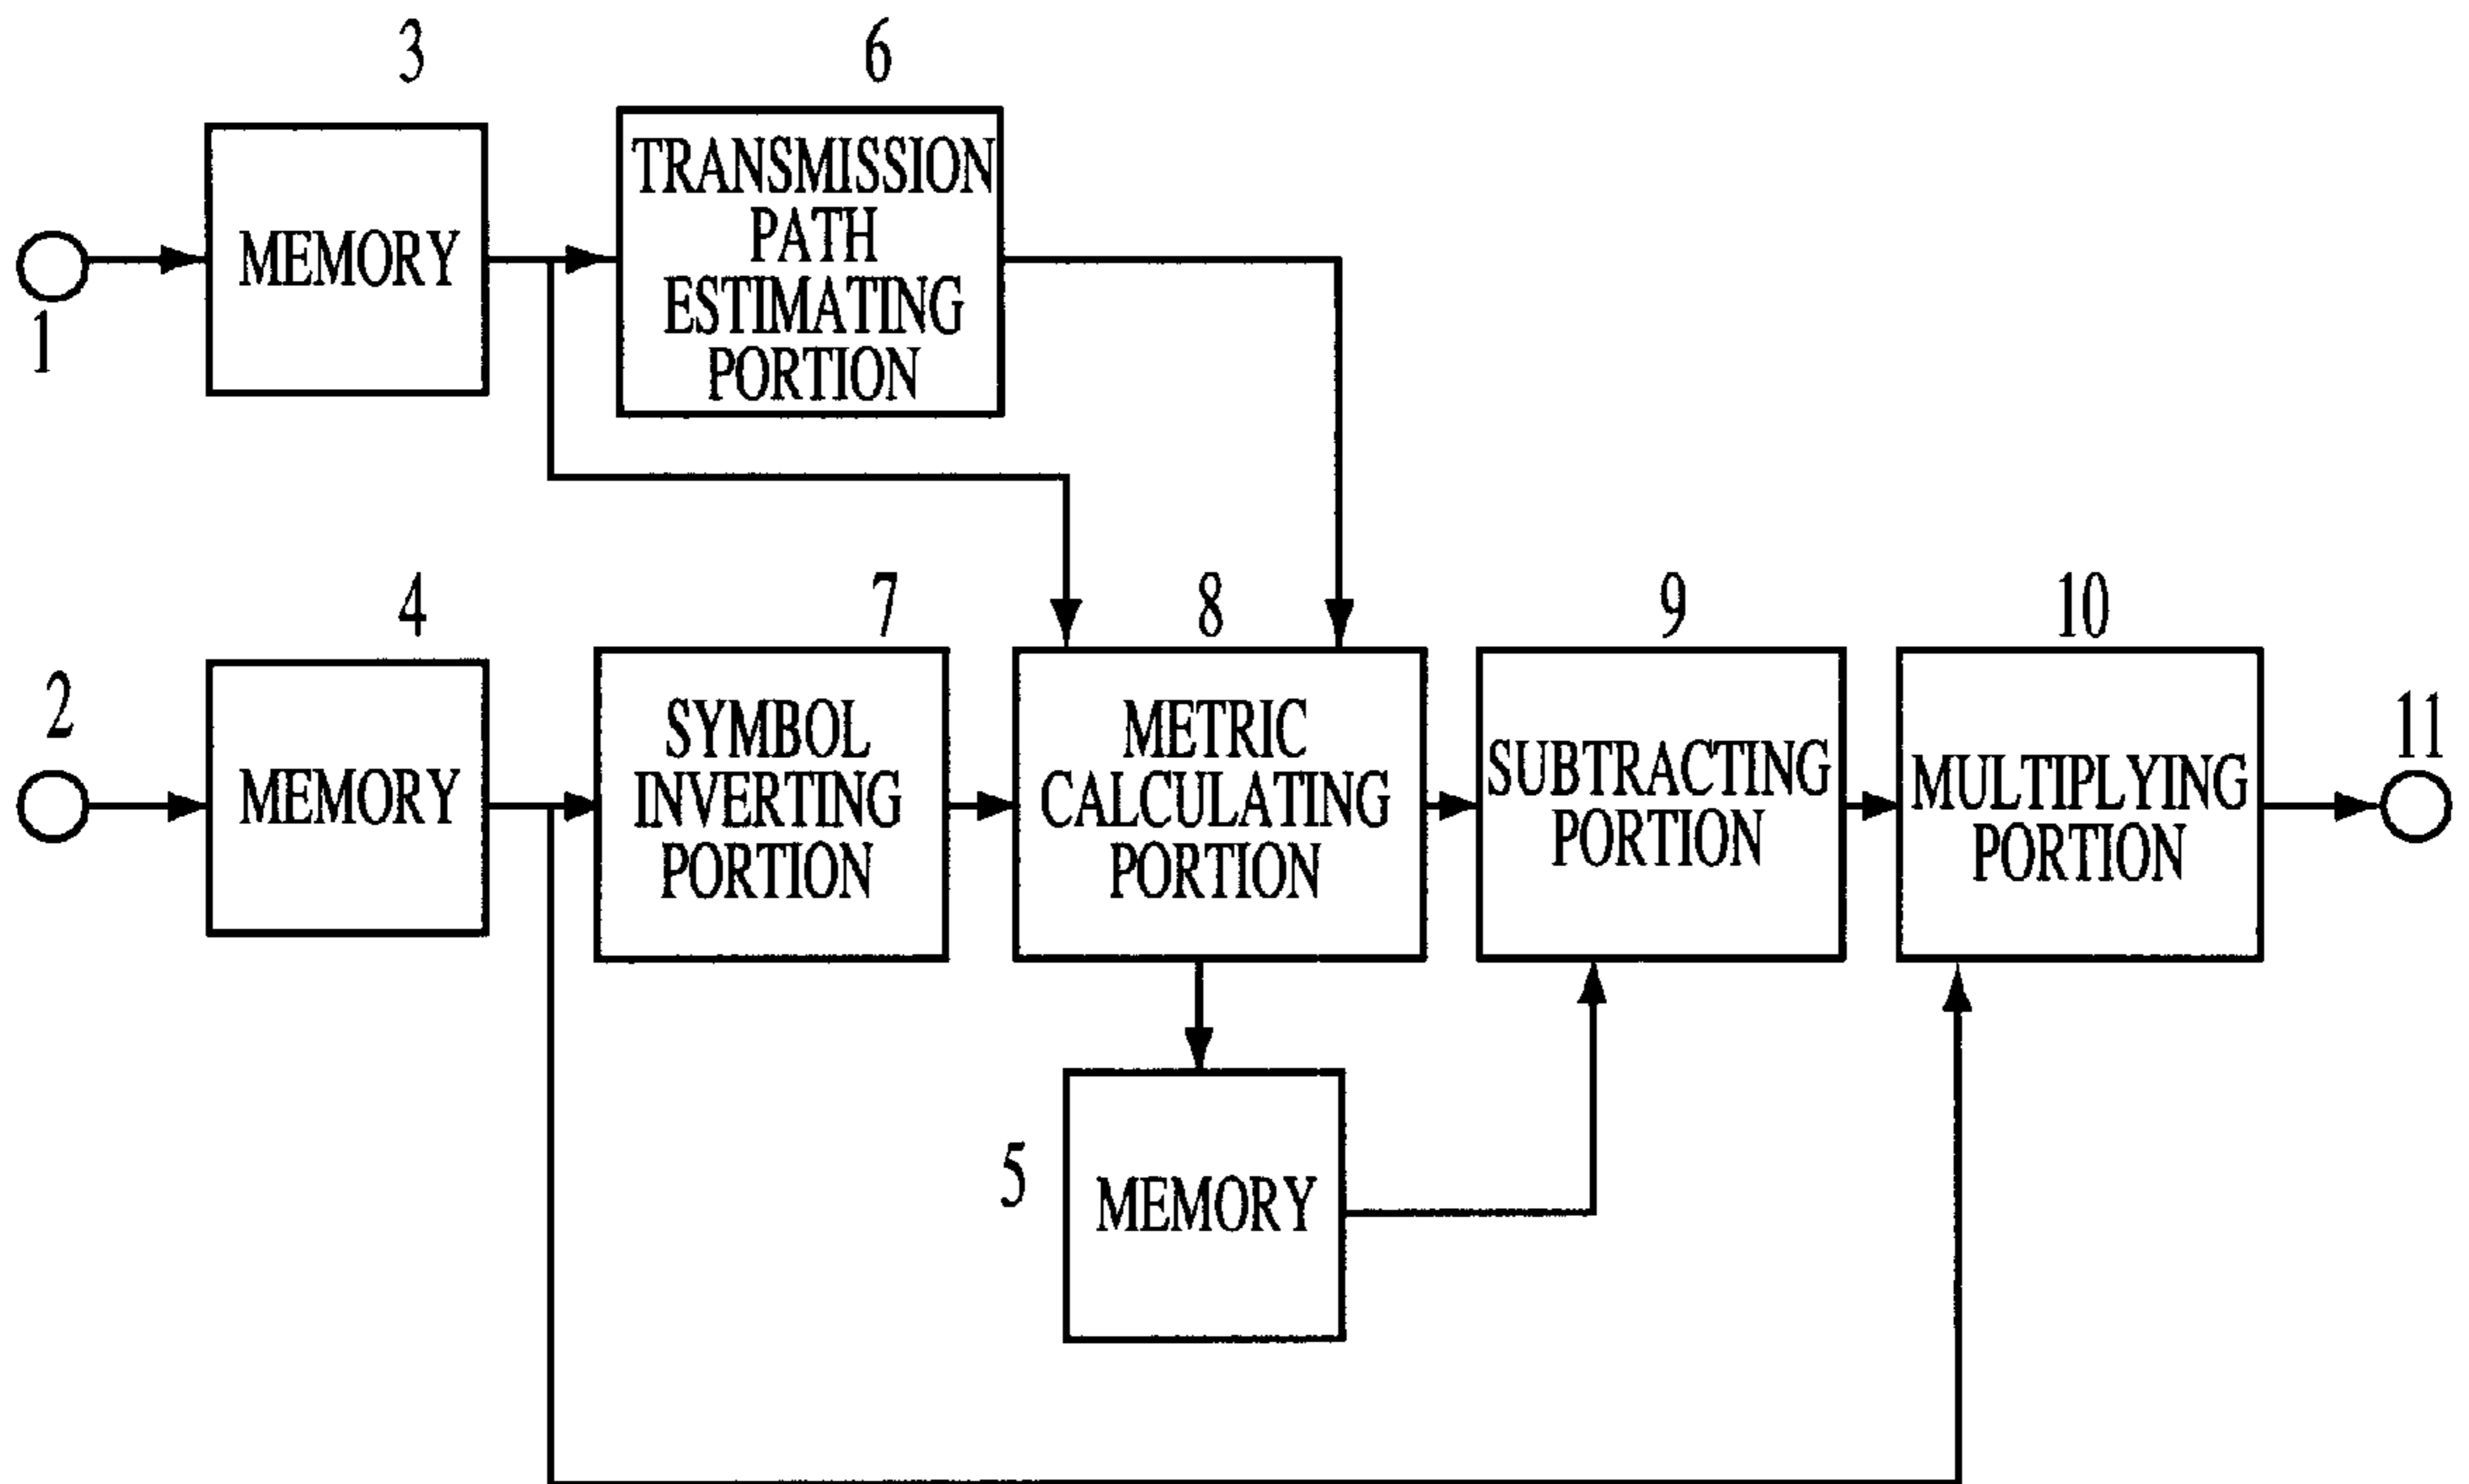 3
6
MEMORY
TRANSMISSION
PATH
ESTIMATING
PORTION
1
4
7
8
9
10
2
11
MEMORY
SYMBOL
INVERTING
PORTION
METRIC
CALCULATING
PORTION
SUBTRACTING
PORTION
MULTIPLYING
PORTION
5
MEMORY